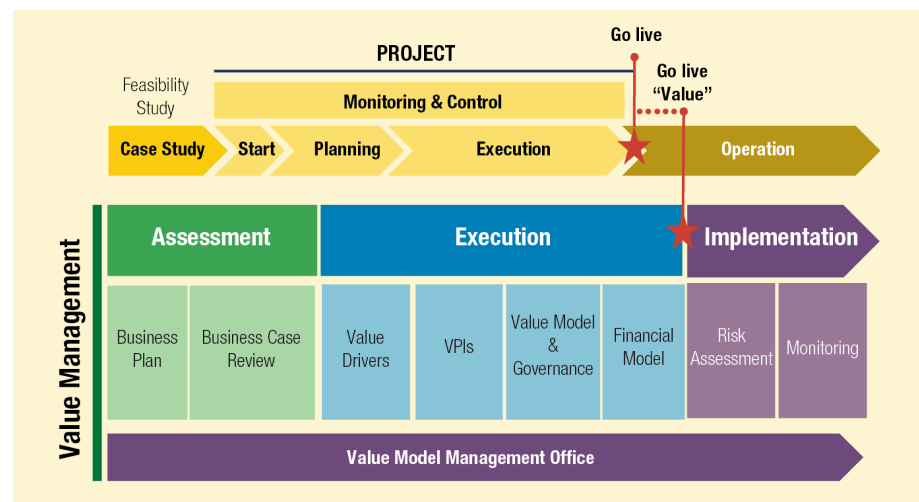 Go live
PROJECT
Go live
“Value”
Feasibility
Study
Monitoring & Control
Case Study
Start
Planning
Execution
Operation
Value Management
Assessment
Execution
Implementation
Business
Plan
Business Case
Review
Value
Drivers
VPIs
Value Model
&
Governance
Financial
Model
Risk
Assessment
Monitoring
Value Model Management Office